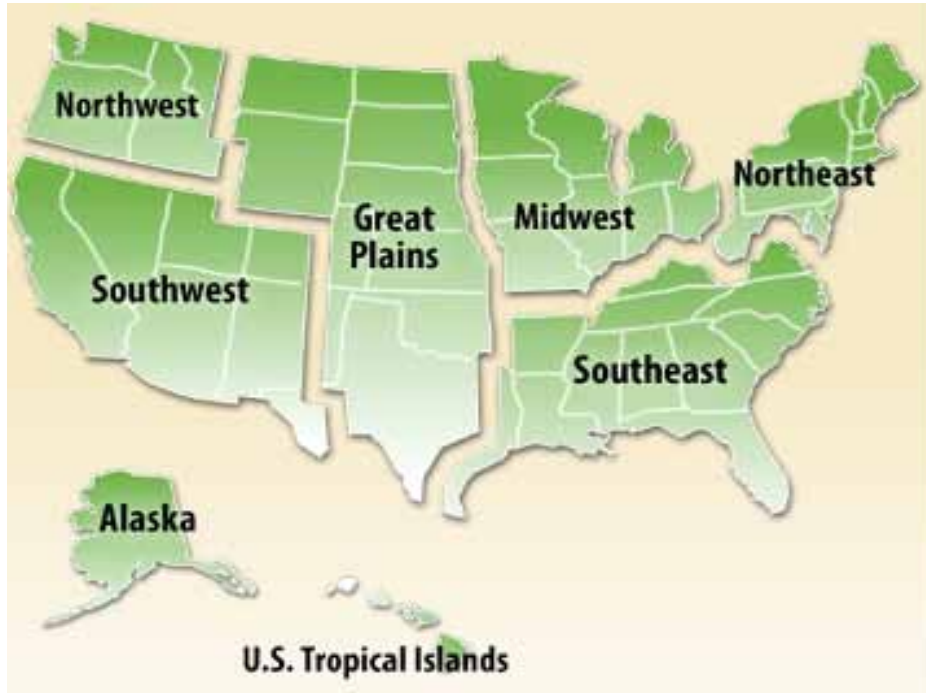 Northwest
Northeast
Great
Plains
Midwest
Southwest
Southeast
Alaska
U.S. Tropical Islands